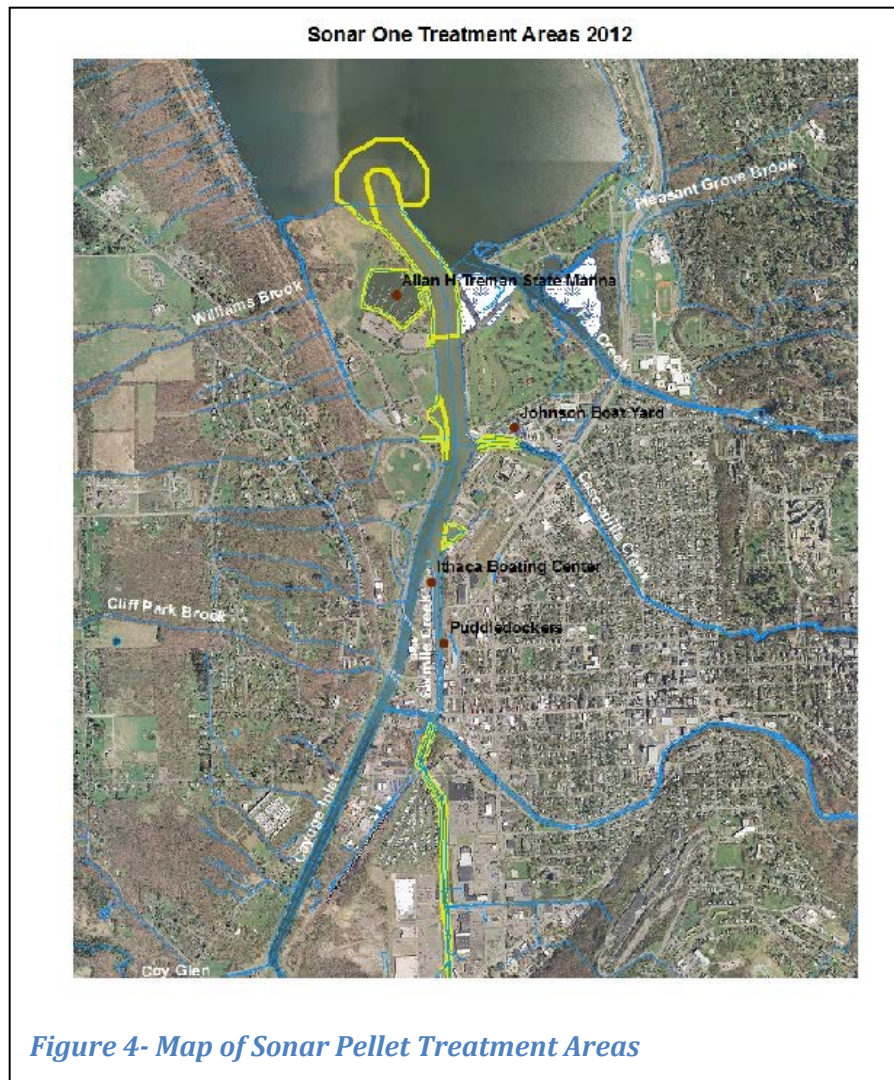 Sonar One Treatment Areas 2012
Pleasant Grove Brook
Allan H. Treman State Marina
Williams Brook
Creek
Johnson Boat Yard
Cascadilla Creek
Ithaca Boating Center
Cliff Park Brook
Puddledockers
Cayuga Inlet
Coy Glen
Figure 4- Map of Sonar Pellet Treatment Areas